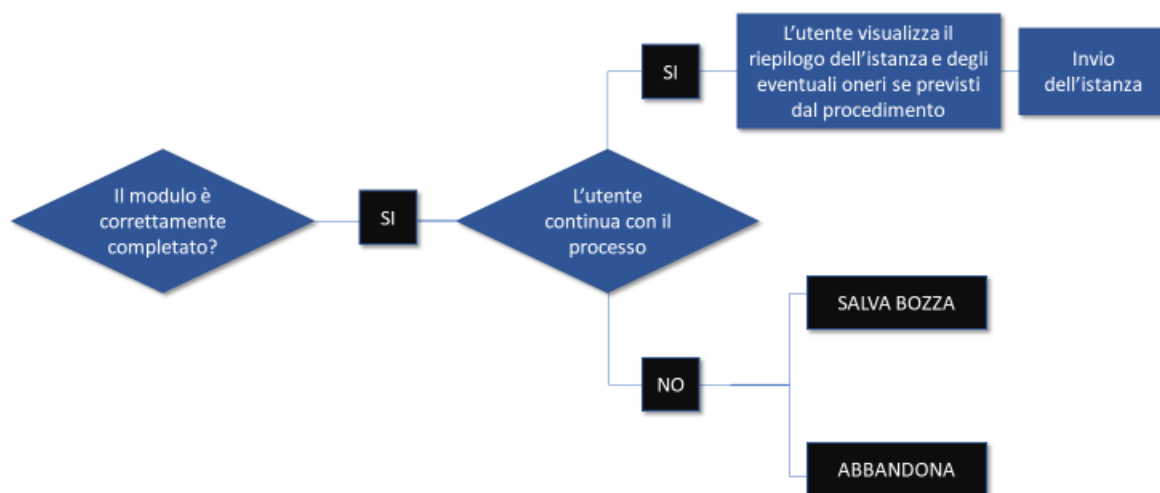 Il modulo è
correttamente
completato?
SI
L'utente
continua con il
processo
SI
L'utente visualizza il
riepilogo dell'istanza e degli
eventuali oneri se previsti
dal procedimento
Invio
dell'istanza
NO
SALVA BOZZA
ABBANDONA